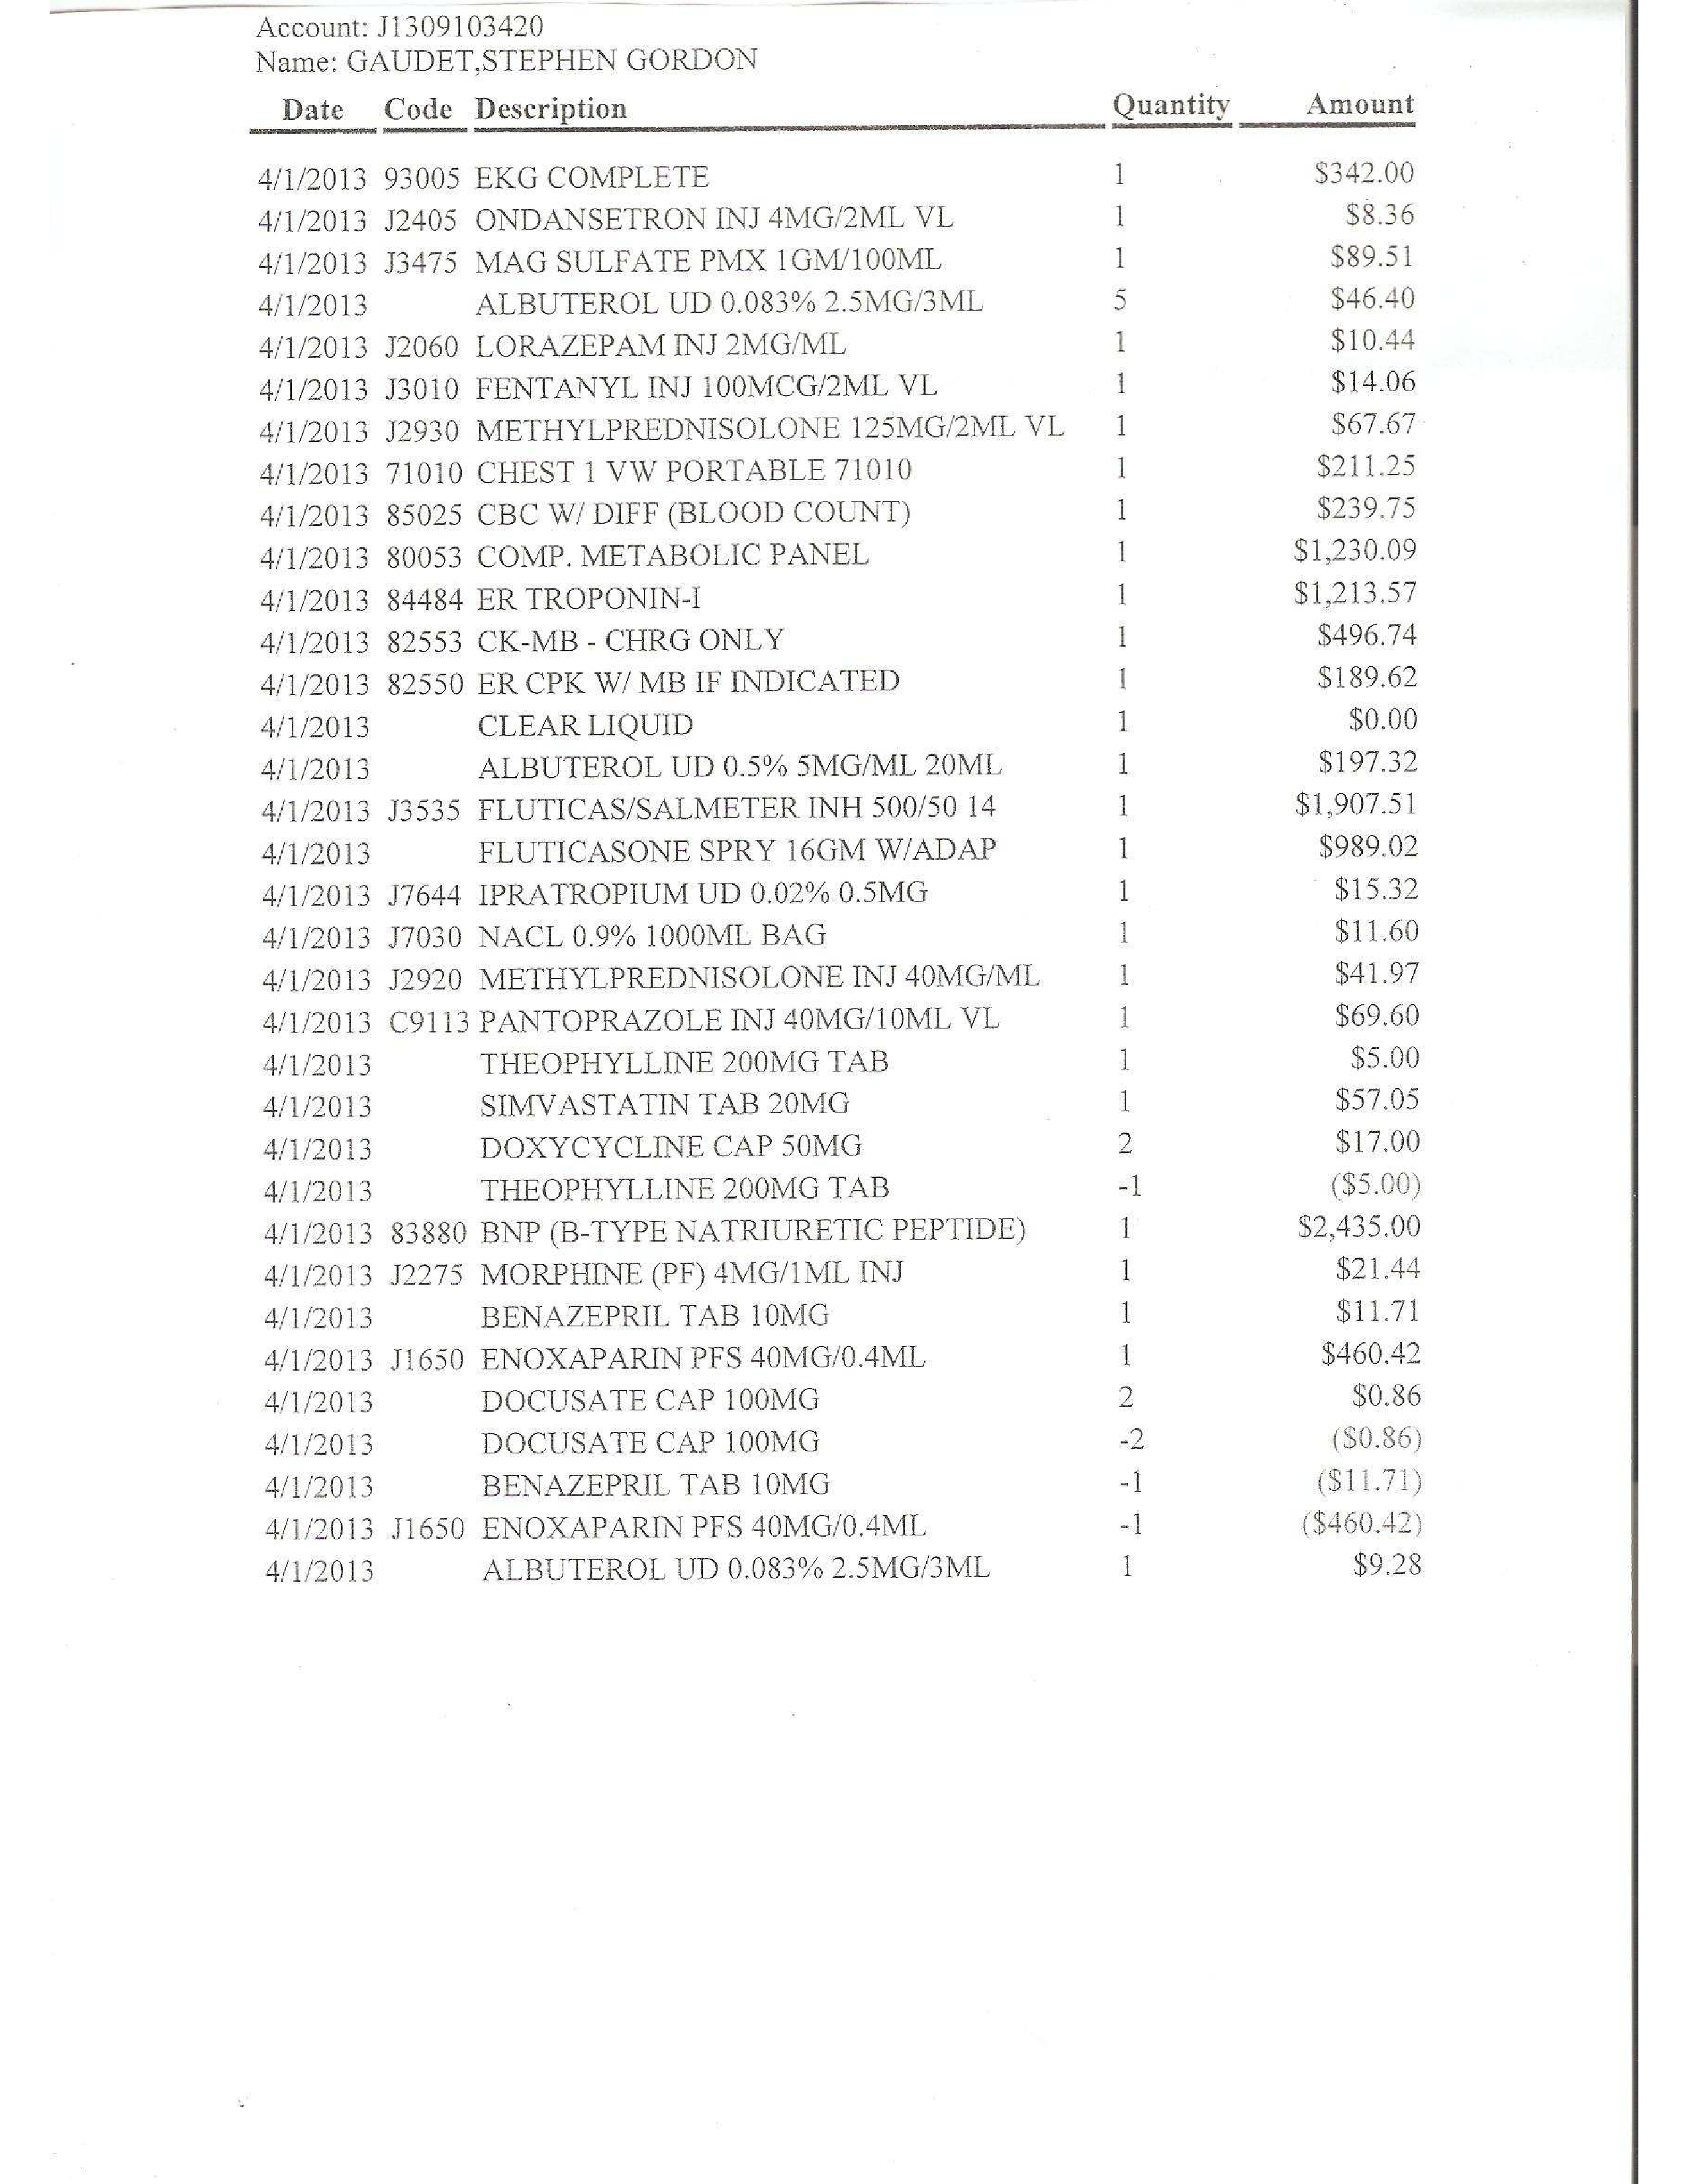 Account: J1309103420
Name: GAUDET,STEPHEN GORDON
Date Code Description Quantity Amount
4/1/2013 93005 EKG COMPLETE 1 $342.00
4/1/2013 J2405 ONDANSETRON INJ 4MG/2ML VL 1 $8.36
4/1/2013 J3475 MAG SULFATE PMX 1GM/100ML 1 $89.51
4/1/2013 ALBUTEROL UD 0.083% 2.5MG/3ML 5 $46.40
4/1/2013 J2060 LORAZEPAM INJ 2MG/ML 1 $10.44
4/1/2013 J3010 FENTANYL INJ 100MCG/2ML VL 1 $14.06
4/1/2013 J2930 METHYLPREDNISOLONE 125MG/2ML VL 1 $67.67
4/1/2013 71010 CHEST 1 VW PORTABLE 71010 1 $211.25
4/1/2013 85025 CBC W/ DIFF (BLOOD COUNT) 1 $239.75
4/1/2013 80053 COMP. METABOLIC PANEL 1 $1,230.09
4/1/2013 84484 ER TROPONIN-I 1 $1,213.57
4/1/2013 82553 CK-MB - CHRG ONLY 1 $496.74
4/1/2013 82550 ER CPK W/ MB IF INDICATED 1 $189.62
4/1/2013 CLEAR LIQUID 1 $0.00
4/1/2013 ALBUTEROL UD 0.5% 5MG/ML 20ML 1 $197.32
4/1/2013 J3535 FLUTICAS/SALMETER INH 500/50 14 1 $1,907.51
4/1/2013 FLUTICASONE SPRY 16GM W/ADAP 1 $989.02
4/1/2013 J7644 IPRATROPIUM UD 0.02% 0.5MG 1 $15.32
4/1/2013 J7030 NACL 0.9% 1000ML BAG 1 $11.60
4/1/2013 J2920 METHYLPREDNISOLONE INJ 40MG/ML 1 $41.97
4/1/2013 C9113 PANTOPRAZOLE INJ 40MG/10ML VL 1 $69.60
4/1/2013 THEOPHYLLINE 200MG TAB 1 $5.00
4/1/2013 SIMVASTATIN TAB 20MG 1 $57.05
4/1/2013 DOXYCYCLINE CAP 50MG 2 $17.00
4/1/2013 THEOPHYLLINE 200MG TAB -1 ($5.00)
4/1/2013 83880 BNP (B-TYPE NATRIURETIC PEPTIDE) 1 $2,435.00
4/1/2013 J2275 MORPHINE (PF) 4MG/1ML INJ 1 $21.44
4/1/2013 BENAZEPRIL TAB 10MG 1 $11.71
4/1/2013 J1650 ENOXAPARIN PFS 40MG/0.4ML 1 $460.42
4/1/2013 DOCUSATE CAP 100MG 2 $0.86
4/1/2013 DOCUSATE CAP 100MG -2 ($0.86)
4/1/2013 BENAZEPRIL TAB 10MG -1 ($11.71)
4/1/2013 J1650 ENOXAPARIN PFS 40MG/0.4ML -1 ($460.42)
4/1/2013 ALBUTEROL UD 0.083% 2.5MG/3ML 1 $9.28